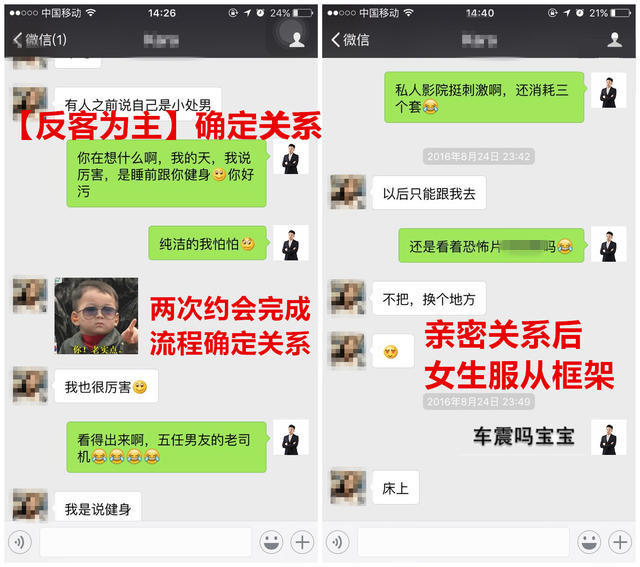 中国移动
14:26
24%
微信(1)
有人之前说自己是小处男
【反客为主】确定关系
你在想什么啊，我的天，我说
厉害，是睡前跟你健身
你好
污
纯洁的我怕怕
你！老实点。
两次约会完成
流程确定关系
我也很厉害
看得出来啊，五任男友的老司
机
我是说健身
中国移动
14:40
21%
微信
私人影院挺刺激啊，还消耗三
个套
2016年8月24日 23:42
以后只能跟我去
还是看着恐怖片
吗
不把，换个地方
亲密关系后
女生服从框架
2016年8月24日 23:49
车震吗宝宝
床上